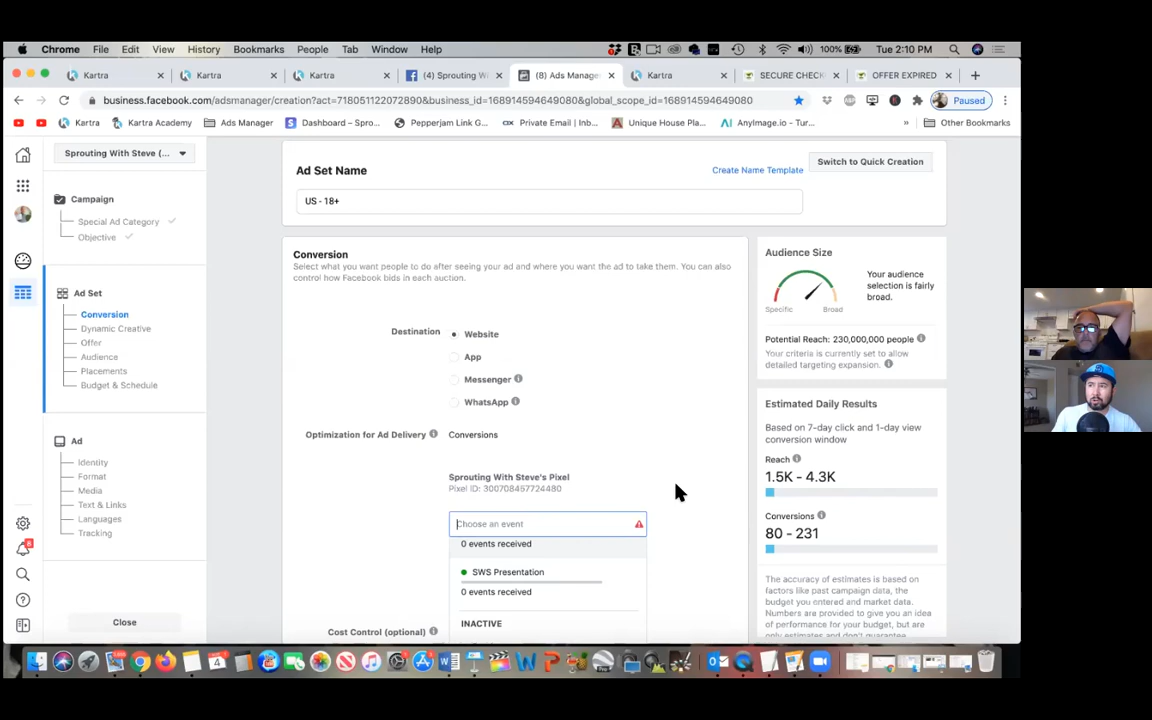 Chrome File Edit View History Bookmarks People Tab Window Help 100% Tue 2:10 PM
Kartra Kartra Kartra (4) Sprouting Wi (8) Ads Manage Kartra SECURE CHECK OFFER EXPIRED
business.facebook.com/adsmanager/creation?act=718051122072890&business_id=168914594649080&global_scope_id=168914594649080 Paused
Kartra Kartra Academy Ads Manager Dashboard – Spro... Pepperjam Link G... Private Email | Inb... Unique House Pla... AnyImage.io - Tur... » Other Bookmarks
Sprouting With Steve (...
Campaign
Special Ad Category
Objective
Ad Set
Conversion
Dynamic Creative
Offer
Audience
Placements
Budget & Schedule
Ad
Identity
Format
Media
Text & Links
Languages
Tracking
Close
8
Ad Set Name
Create Name Template
Switch to Quick Creation
US - 18+
Conversion
Select what you want people to do after seeing your ad and where you want the ad to take them. You can also
control how Facebook bids in each auction.
Destination
Website
App
Messenger
WhatsApp
Optimization for Ad Delivery
Conversions
Sprouting With Steve's Pixel
Pixel ID: 300708457724480
Choose an event
0 events received
SWS Presentation
0 events received
INACTIVE
Cost Control (optional)
Audience Size
Specific Broad
Your audience
selection is fairly
broad.
Potential Reach: 230,000,000 people
Your criteria is currently set to allow
detailed targeting expansion.
Estimated Daily Results
Based on 7-day click and 1-day view
conversion window
Reach
1.5K - 4.3K
Conversions
80 - 231
The accuracy of estimates is based on
factors like past campaign data, the
budget you entered and market data.
Numbers are provided to give you an idea
of performance for your budget, but are
only estimates and don't guarantee